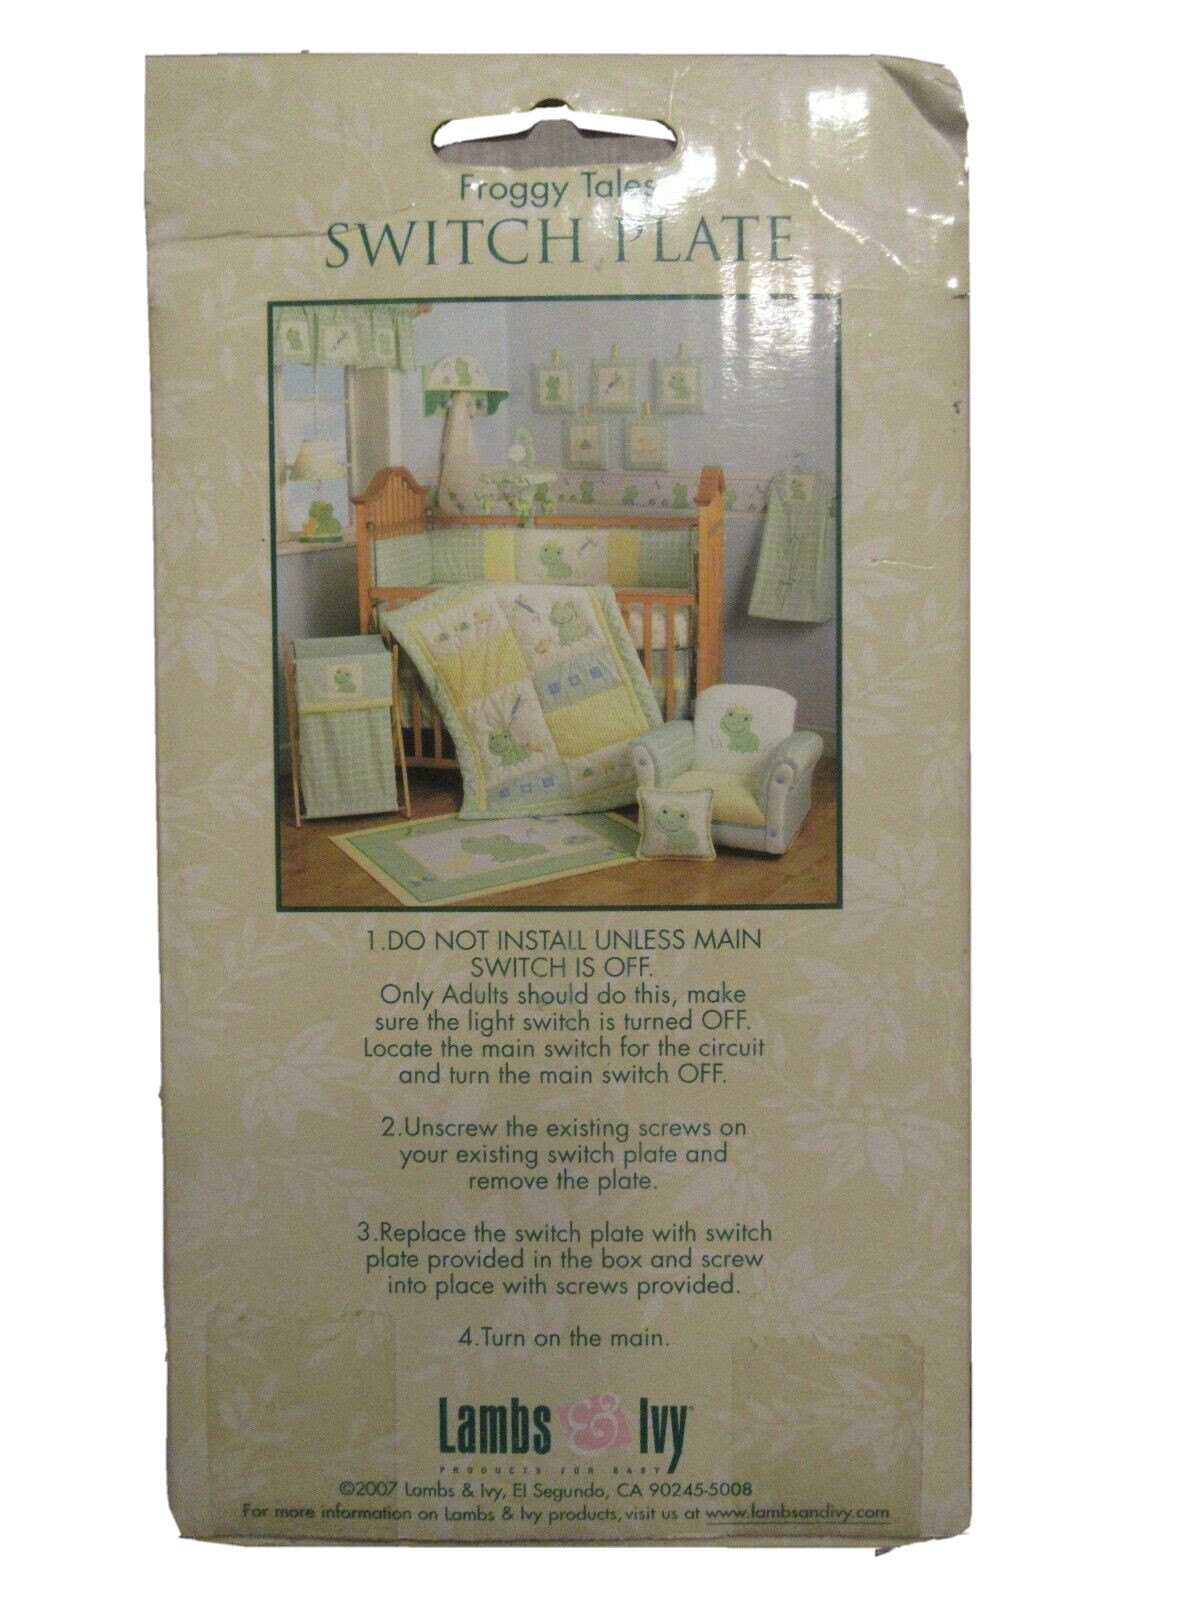 Froggy Tales
SWITCH PLATE
1.DO NOT INSTALL UNLESS MAIN
SWITCH IS OFF.
Only Adults should do this, make
sure the light switch is turned OFF.
Locate the main switch for the circuit
and turn the main switch OFF.
2.Unscrew the existing screws on
your existing switch plate and
remove the plate.
3.Replace the switch plate with switch
plate provided in the box and screw
into place with screws provided.
4.Turn on the main.
Lambs & Ivy®
PRODUCTS FOR BABY
©2007 Lambs & Ivy, El Segundo, CA 90245-5008
For more information on Lambs & Ivy products, visit us at www.lambsandivy.com